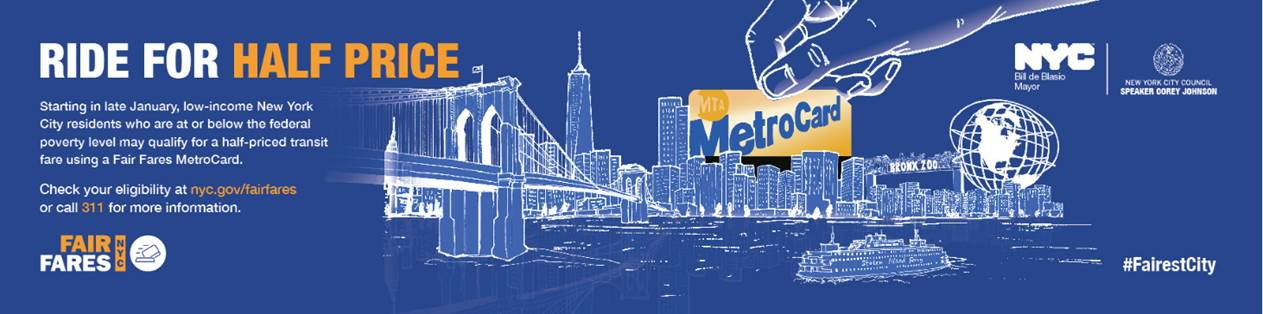 RIDE FOR HALF PRICE
Starting in late January, low-income New York
City residents who are at or below the federal
poverty level may qualify for a half-priced transit
fare using a Fair Fares MetroCard.
Check your eligibility at nyc.gov/fairfares
or call 311 for more information.
FAIR
FARES
NYC
MTA
MetroCard
BRONX ZOO
Staten Island Ferry
NYC
Bill de Blasio
Mayor
NEW YORK CITY COUNCIL
SPEAKER COREY JOHNSON
#FairestCity